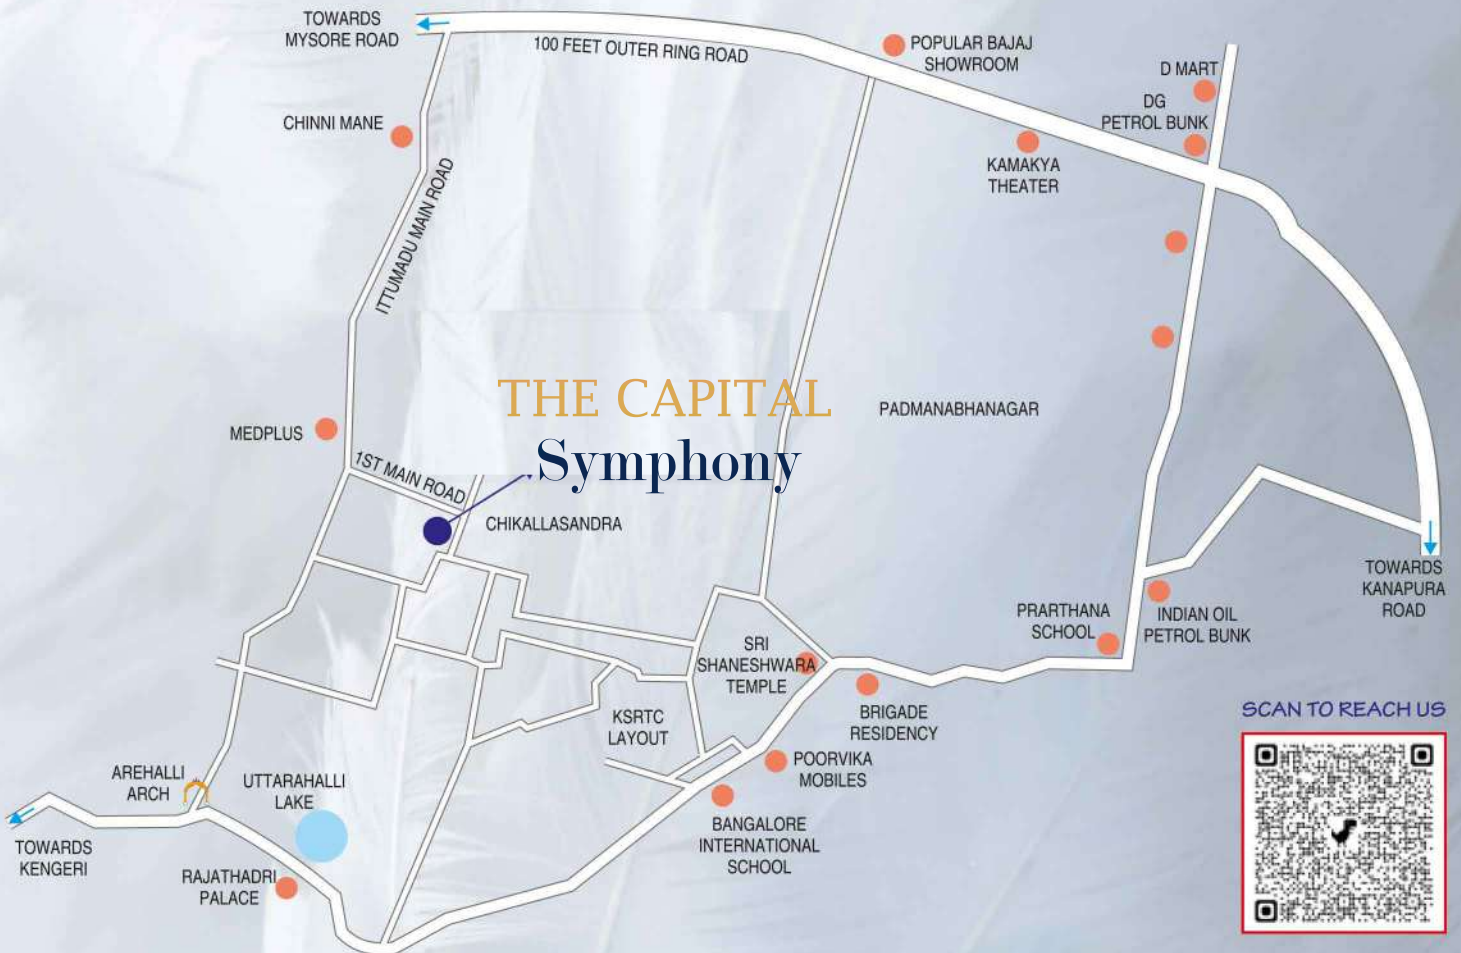 TOWARDS
MYSORE ROAD
100 FEET OUTER RING ROAD
POPULAR BAJAJ
SHOWROOM
D MART
DG
PETROL BUNK
CHINNI MANE
KAMAKYA
THEATER
ITTUMADU MAIN ROAD
THE CAPITAL
Symphony
PADMANABHANAGAR
MEDPLUS
1ST MAIN ROAD
CHIKALLASANDRA
TOWARDS
KANAPURA
ROAD
PRARTHANA
SCHOOL
INDIAN OIL
PETROL BUNK
SRI
SHANESHWARA
TEMPLE
BRIGADE
RESIDENCY
KSRTC
LAYOUT
SCAN TO REACH US
POORVIKA
MOBILES
AREHALLI
ARCH
UTTARAHALLI
LAKE
BANGALORE
INTERNATIONAL
SCHOOL
TOWARDS
KENGERI
RAJATHADRI
PALACE